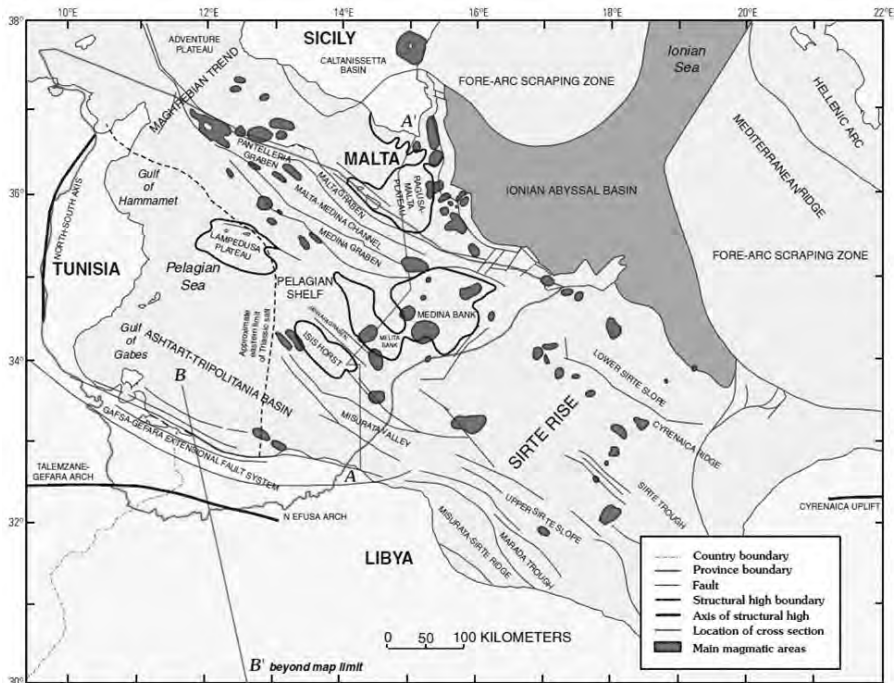 10°E
12°E
14°E
16°E
18°E
20°E
22°E
38°
36°
34°
32°
30°
ADVENTURE
PLATEAU
SICILY
CALTANISSETTA
BASIN
Ionian
Sea
FORE-ARC SCRAPING ZONE
HELLENIC ARC
MAGHREBIAN TREND
A'
MEDITERRANEAN RIDGE
PANTELLERIA
GRABEN
MALTA
MALTA GRABEN
RAGUSA-
MALTA
PLATEAU
IONIAN ABYSSAL BASIN
Gulf
of
Hammamet
MALTA-MEDINA CHANNEL
NORTH-SOUTH AXIS
LAMPEDUSA
PLATEAU
MEDINA GRABEN
FORE-ARC SCRAPING ZONE
TUNISIA
Pelagian
Sea
PELAGIAN
SHELF
MEDINA BANK
Approximate
eastern limit
of Triassic salt
Gulf
of
Gabes
MELITA
BANK
ISIS HORST
ASHTART-TRIPOLITANIA BASIN
LOWER SIRTE SLOPE
B
MISURATA VALLEY
SIRTE RISE
CYRENAICA RIDGE
GAFSA-GEFARA EXTENSIONAL FAULT SYSTEM
TALEMZANE-
GEFARA ARCH
A
SIRTE TROUGH
UPPER SIRTE SLOPE
CYRENAICA UPLIFT
N EFUSA ARCH
MISURATA-SIRTE RIDGE
MARADA TROUGH
LIBYA
Country boundary
Province boundary
Fault
Structural high boundary
Axis of structural high
Location of cross section
Main magmatic areas
0 50 100 KILOMETERS
B' beyond map limit